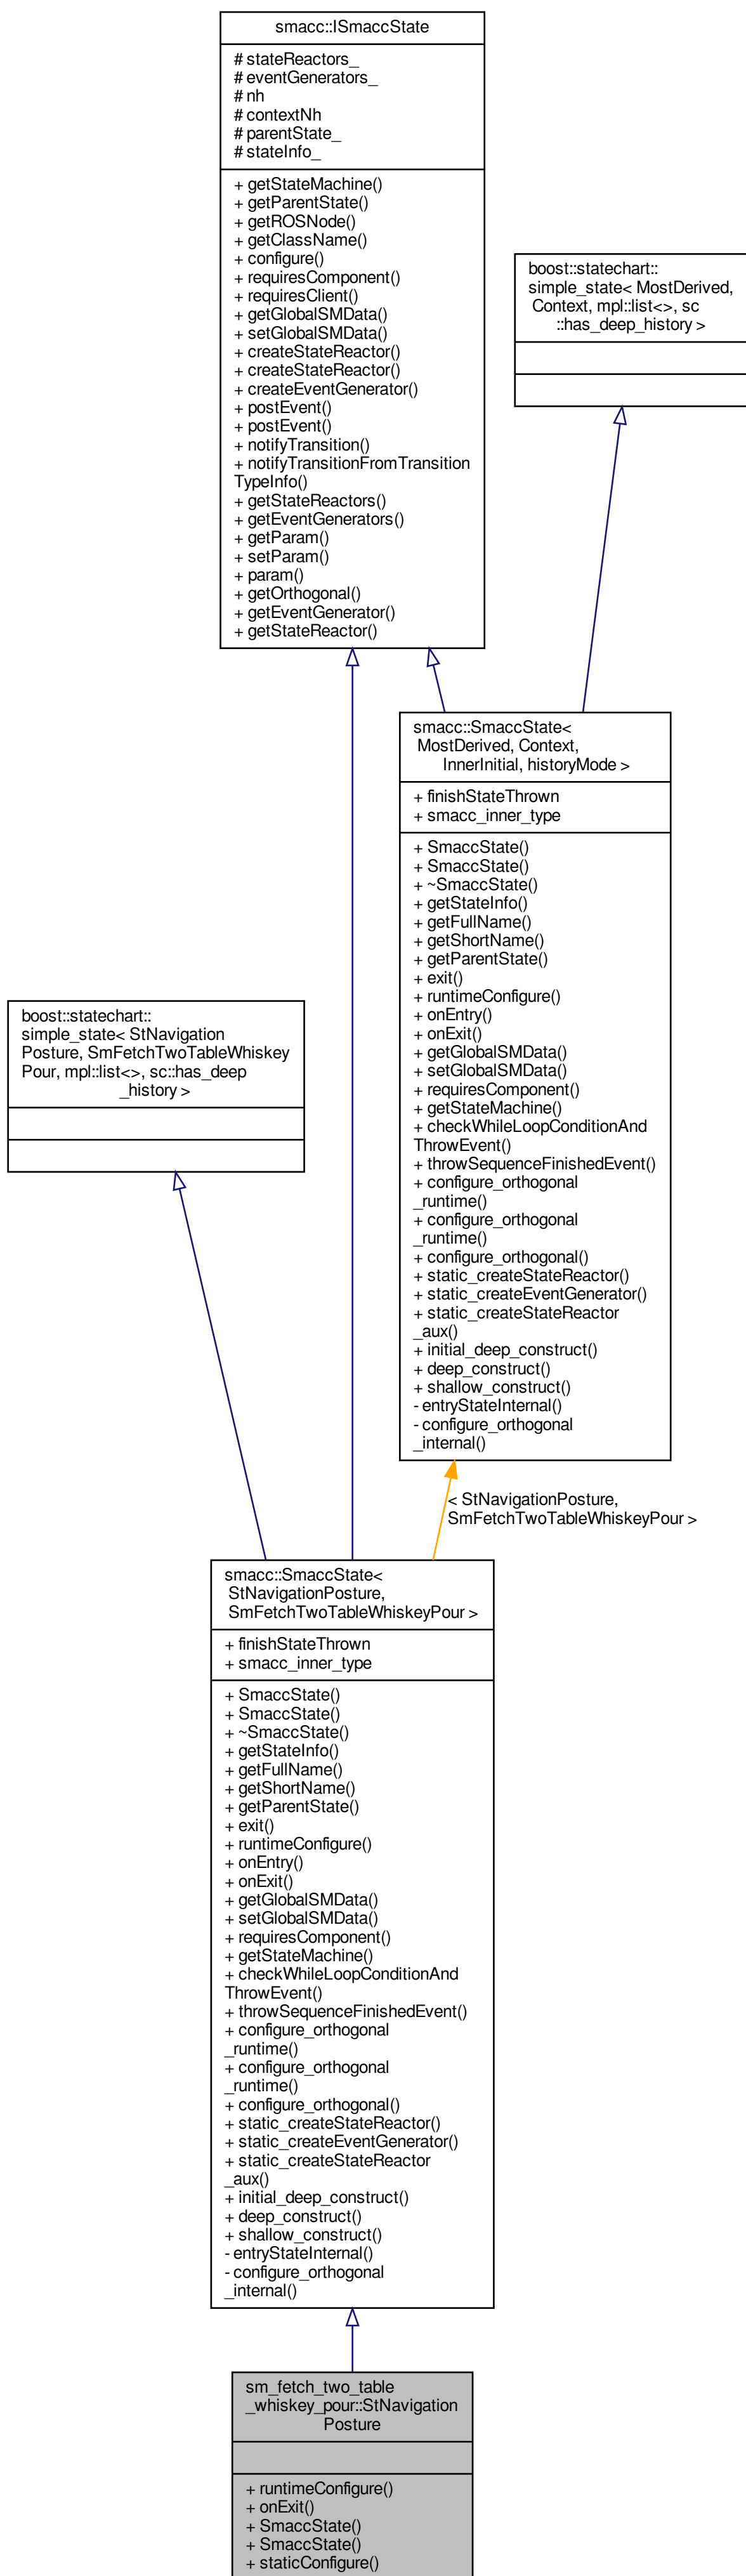 smacc::ISmaccState
# stateReactors_
# eventGenerators_
# nh
# contextNh
# parentState_
# stateInfo_
+ getStateMachine()
+ getParentState()
+ getROSNode()
+ getClassName()
+ configure()
+ requiresComponent()
+ requiresClient()
+ getGlobalSMData()
+ setGlobalSMData()
+ createStateReactor()
+ createStateReactor()
+ createEventGenerator()
+ postEvent()
+ postEvent()
+ notifyTransition()
+ notifyTransitionFromTransition
TypeInfo()
+ getStateReactors()
+ getEventGenerators()
+ getParam()
+ setParam()
+ param()
+ getOrthogonal()
+ getEventGenerator()
+ getStateReactor()
boost::statechart::
simple_state< MostDerived,
Context, mpl::list<>, sc
::has_deep_history >
smacc::SmaccState<
MostDerived, Context,
InnerInitial, historyMode >
+ finishStateThrown
+ smacc_inner_type
+ SmaccState()
+ SmaccState()
+ ~SmaccState()
+ getStateInfo()
+ getFullName()
+ getShortName()
+ getParentState()
+ exit()
+ runtimeConfigure()
+ onEntry()
+ onExit()
+ getGlobalSMData()
+ setGlobalSMData()
+ requiresComponent()
+ getStateMachine()
+ checkWhileLoopConditionAnd
ThrowEvent()
+ throwSequenceFinishedEvent()
+ configure_orthogonal
_runtime()
+ configure_orthogonal
_runtime()
+ configure_orthogonal()
+ static_createStateReactor()
+ static_createEventGenerator()
+ static_createStateReactor
_aux()
+ initial_deep_construct()
+ deep_construct()
+ shallow_construct()
- entryStateInternal()
- configure_orthogonal
_internal()
boost::statechart::
simple_state< StNavigation
Posture, SmFetchTwoTableWhiskey
Pour, mpl::list<>, sc::has_deep
_history >
< StNavigationPosture,
SmFetchTwoTableWhiskeyPour >
smacc::SmaccState<
StNavigationPosture,
SmFetchTwoTableWhiskeyPour >
+ finishStateThrown
+ smacc_inner_type
+ SmaccState()
+ SmaccState()
+ ~SmaccState()
+ getStateInfo()
+ getFullName()
+ getShortName()
+ getParentState()
+ exit()
+ runtimeConfigure()
+ onEntry()
+ onExit()
+ getGlobalSMData()
+ setGlobalSMData()
+ requiresComponent()
+ getStateMachine()
+ checkWhileLoopConditionAnd
ThrowEvent()
+ throwSequenceFinishedEvent()
+ configure_orthogonal
_runtime()
+ configure_orthogonal
_runtime()
+ configure_orthogonal()
+ static_createStateReactor()
+ static_createEventGenerator()
+ static_createStateReactor
_aux()
+ initial_deep_construct()
+ deep_construct()
+ shallow_construct()
- entryStateInternal()
- configure_orthogonal
_internal()
sm_fetch_two_table
_whiskey_pour::StNavigation
Posture
+ runtimeConfigure()
+ onExit()
+ SmaccState()
+ SmaccState()
+ staticConfigure()